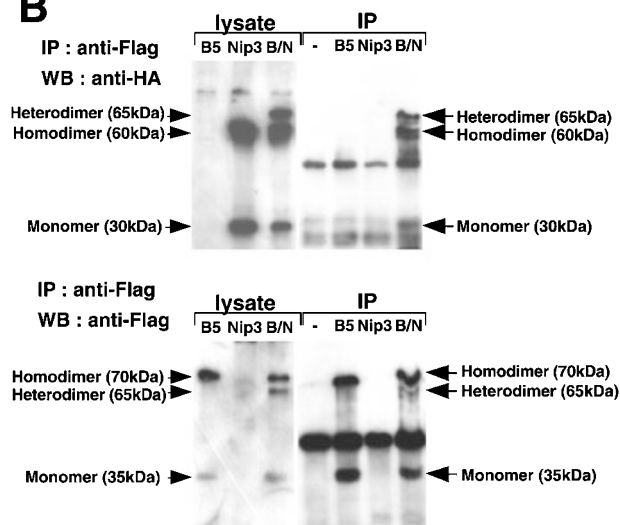 B
lysate IP
IP : anti-Flag B5 Nip3 B/N - B5 Nip3 B/N
WB : anti-HA
Heterodimer (65kDa) Heterodimer (65kDa)
Homodimer (60kDa) Homodimer (60kDa)
Monomer (30kDa) Monomer (30kDa)
IP : anti-Flag lysate IP
WB : anti-Flag B5 Nip3 B/N - B5 Nip3 B/N
Homodimer (70kDa) Homodimer (70kDa)
Heterodimer (65kDa) Heterodimer (65kDa)
Monomer (35kDa) Monomer (35kDa)